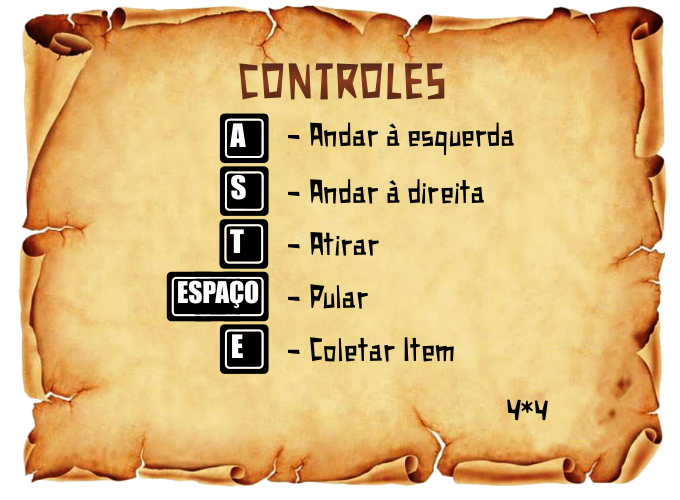 CONTROLES
A - Andar à esquerda
S - Andar à direita
T - Atirar
ESPAÇO - Pular
E - Coletar Item
4*4